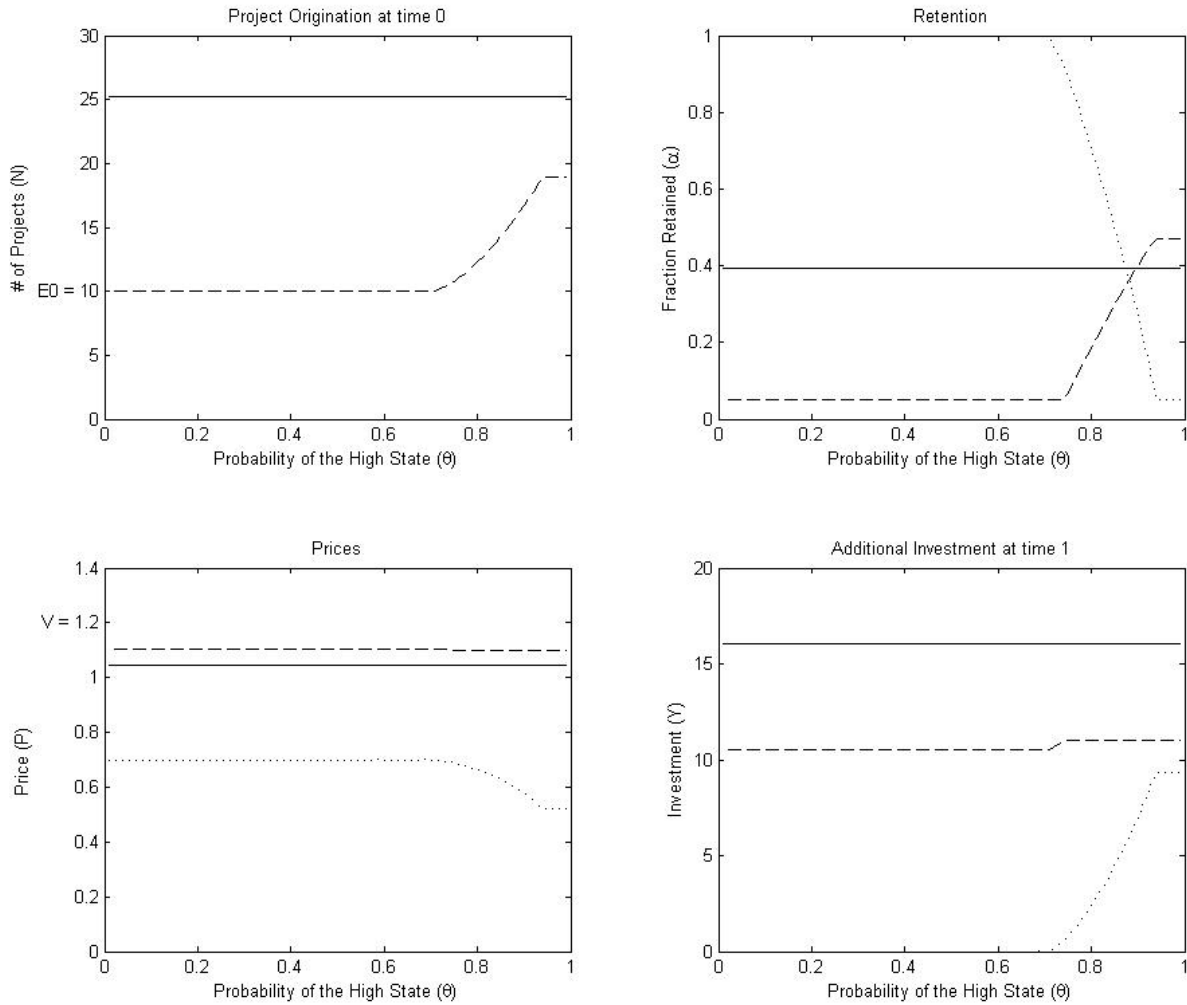 Project Origination at time 0
30
25
20
15
E0 = 10
5
0
# of Projects (N)
0 0.2 0.4 0.6 0.8 1
Probability of the High State (θ)
Retention
1
0.8
0.6
0.4
0.2
0
Fraction Retained (α)
0 0.2 0.4 0.6 0.8 1
Probability of the High State (θ)
Prices
1.4
V = 1.2
1
0.8
0.6
0.4
0.2
0
Price (P)
0 0.2 0.4 0.6 0.8 1
Probability of the High State (θ)
Additional Investment at time 1
20
15
10
5
0
Investment (Y)
0 0.2 0.4 0.6 0.8 1
Probability of the High State (θ)